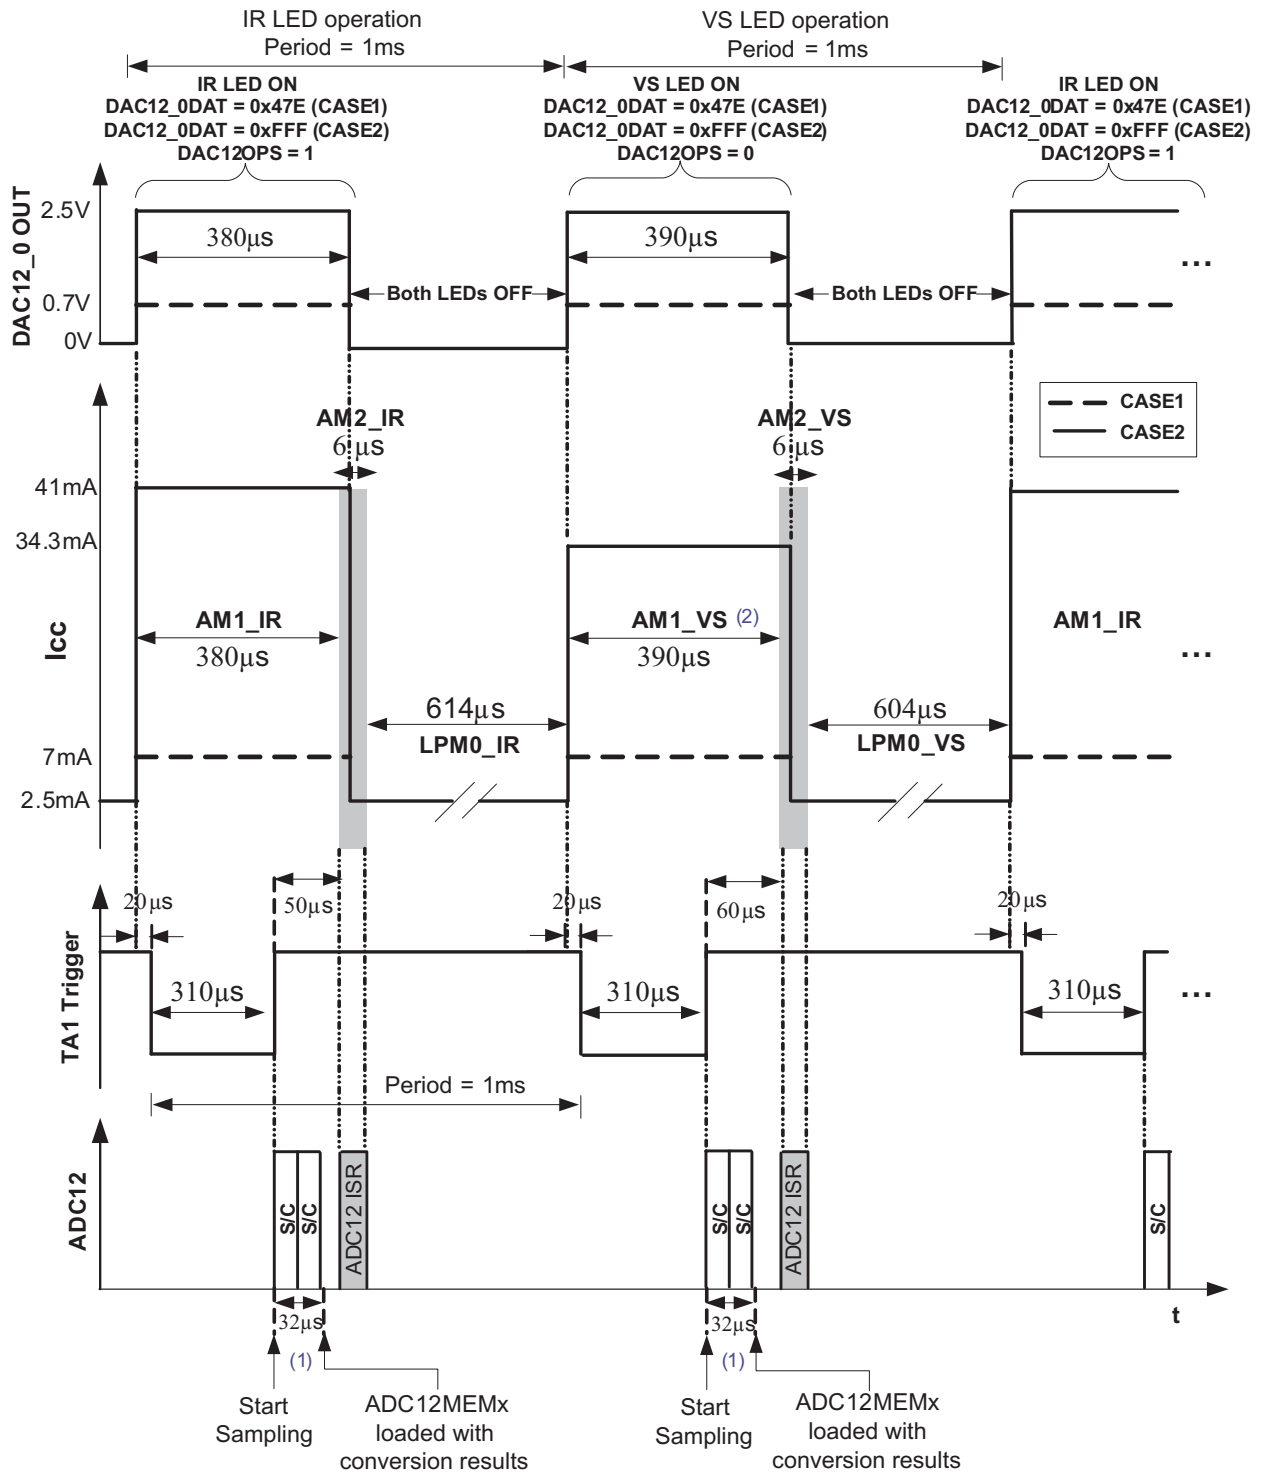 IR LED operation
Period = 1ms
VS LED operation
Period = 1ms
IR LED ON
DAC12_0DAT = 0x47E (CASE1)
DAC12_0DAT = 0xFFF (CASE2)
DAC12OPS = 1
VS LED ON
DAC12_0DAT = 0x47E (CASE1)
DAC12_0DAT = 0xFFF (CASE2)
DAC12OPS = 0
IR LED ON
DAC12_0DAT = 0x47E (CASE1)
DAC12_0DAT = 0xFFF (CASE2)
DAC12OPS = 1
DAC12_0 OUT
2.5V
0.7V
0V
380µs
Both LEDs OFF
390µs
Both LEDs OFF
...
CASE1
CASE2
Icc
41mA
34.3mA
7mA
2.5mA
AM2_IR
6 µs
AM2_VS
6 µs
AM1_IR
380µs
AM1_VS (2)
390µs
AM1_IR
...
614µs
LPM0_IR
604µs
LPM0_VS
TA1 Trigger
20µs
50µs
20µs
60µs
20µs
310µs
310µs
310µs
...
Period = 1ms
ADC12
S/C
S/C
ADC12 ISR
S/C
S/C
ADC12 ISR
S/C
t
32µs
(1)
32µs
(1)
Start
Sampling
ADC12MEMx
loaded with
conversion results
Start
Sampling
ADC12MEMx
loaded with
conversion results